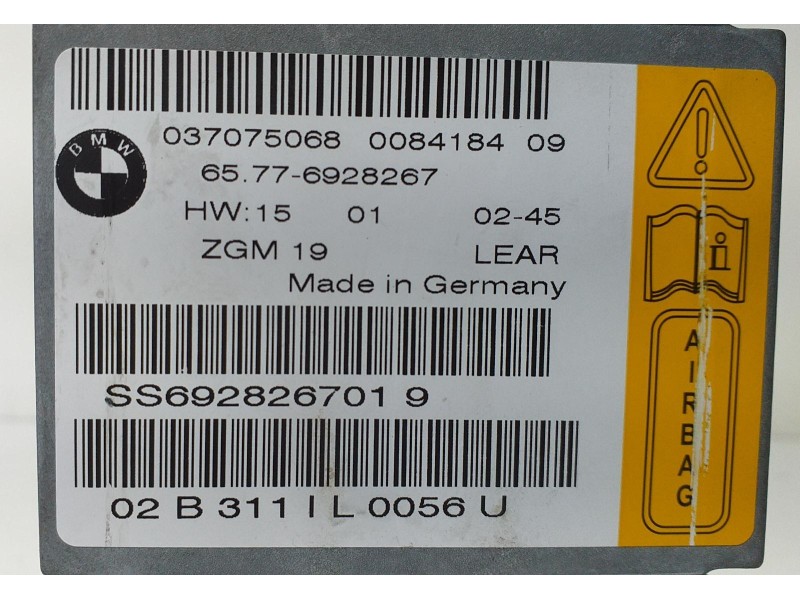 BMW
037075068 0084184 09
65.77-6928267
HW:15 01 02-45
ZGM 19 LEAR
Made in Germany
SS692826701 9
02 B 311 I L 0056 U
i
AIRBAG